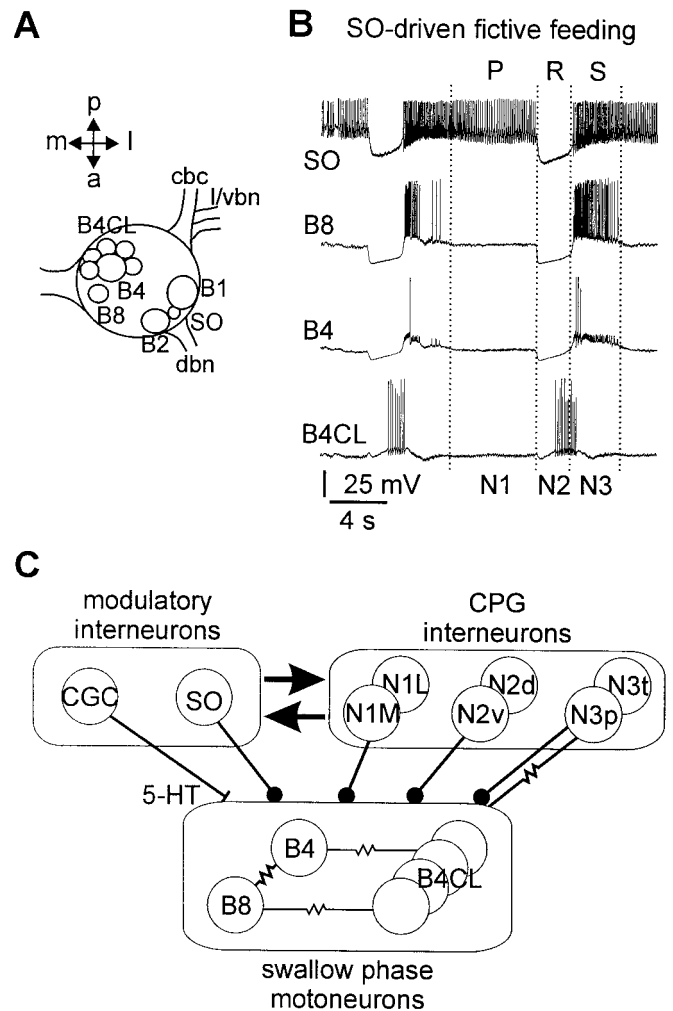 A
p
m l
a
cbc
l/vbn
B4CL
B4
B1
B8
SO
B2
dbn
B
SO-driven fictive feeding
P R S
SO
B8
B4
B4CL
25 mV
4 s
N1 N2 N3
C
modulatory
interneurons
CPG
interneurons
CGC
SO
N1L
N1M
N2d
N2v
N3t
N3p
5-HT
B4
B4CL
B8
swallow phase
motoneurons